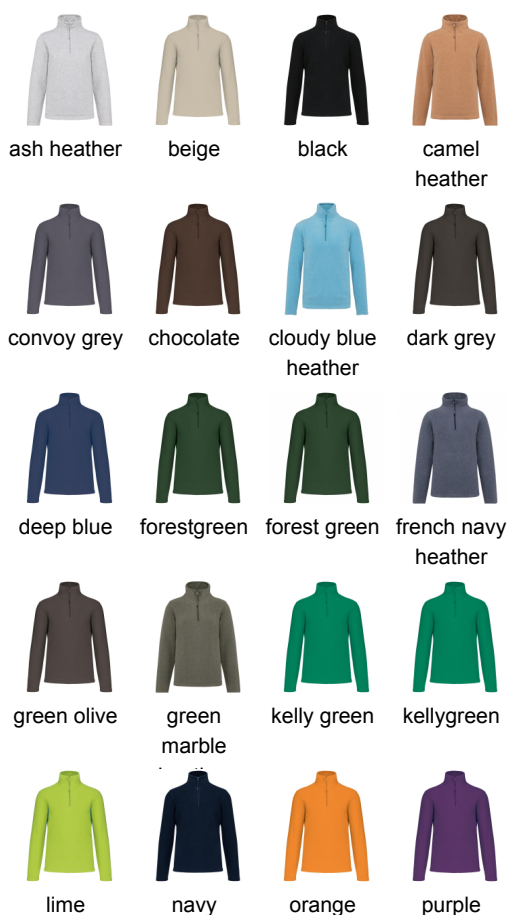 ash heather
beige
black
camel
heather
convoy grey
chocolate
cloudy blue
heather
dark grey
deep blue
forestgreen
forest green
french navy
heather
green olive
green
marble
kelly green
kellygreen
lime
navy
orange
purple